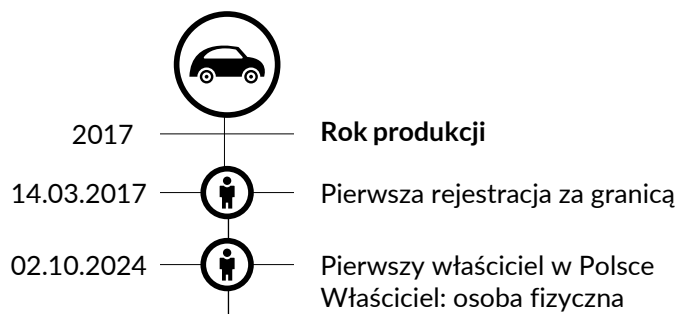 2017 Rok produkcji
14.03.2017 Pierwsza rejestracja za granicą
02.10.2024 Pierwszy właściciel w Polsce
Właściciel: osoba fizyczna